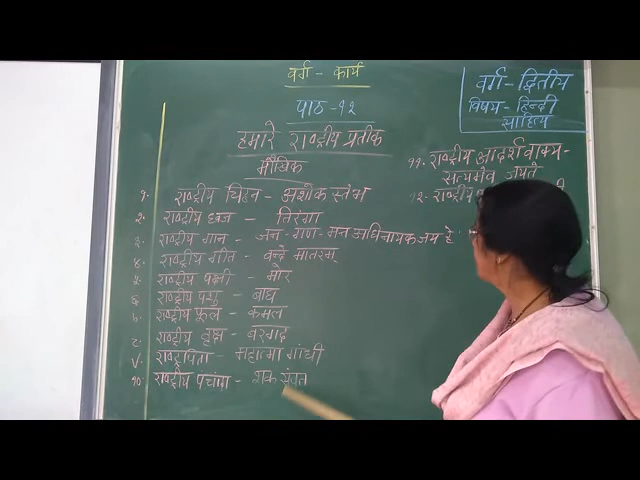 वर्ग - कार्य
वर्ग - द्वितीय
विषय - हिन्दी
साहित्य
पाठ - १२
हमारे राष्ट्रीय प्रतीक
मौखिक
१. राष्ट्रीय चिह्न - अशोक स्तंभ
२. राष्ट्रीय ध्वज - तिरंगा
३. राष्ट्रीय गान - जन - गण - मन अधिनायक जय हे
४. राष्ट्रीय गीत - वन्दे मातरम्
५. राष्ट्रीय पक्षी - मोर
६. राष्ट्रीय पशु - बाघ
७. राष्ट्रीय फूल - कमल
८. राष्ट्रीय वृक्ष - बरगद
९. राष्ट्रपिता - महात्मा गांधी
१०. राष्ट्रीय पंचांग - शक संवत
११. राष्ट्रीय आदर्श वाक्य -
सत्यमेव जयते
१२. राष्ट्रीय